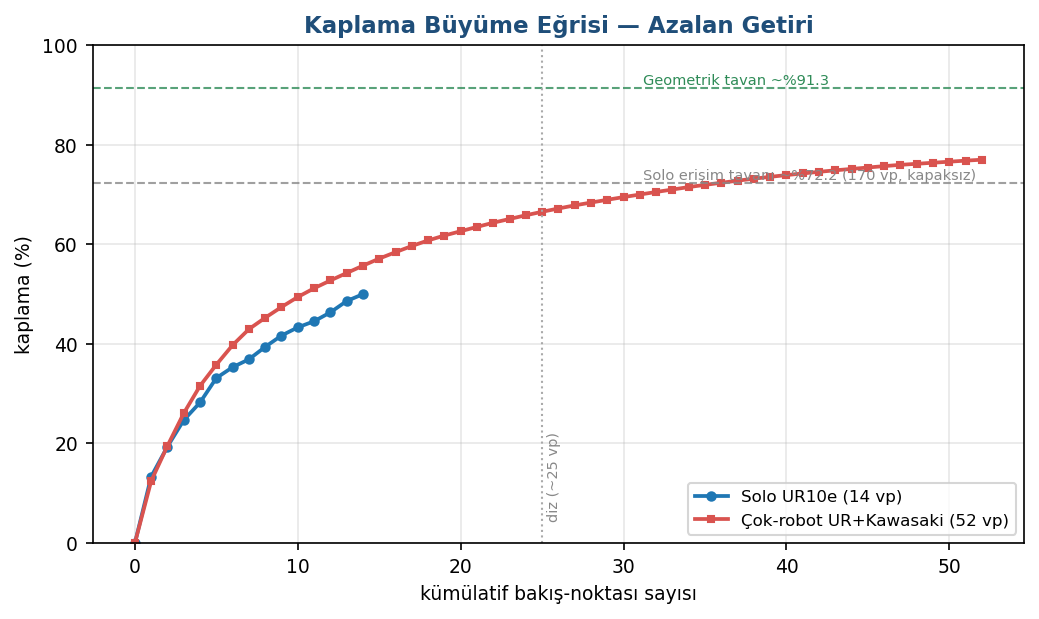 Kaplama Büyüme Eğrisi — Azalan Getiri
100
80
60
40
20
0
kaplama (%)
Geometrik tavan ~%91.3
Solo erişim tavanı ~%72.2 (170 vp, kapaksız)
diz (~25 vp)
Solo UR10e (14 vp)
Çok-robot UR+Kawasaki (52 vp)
0 10 20 30 40 50
kümülatif bakış-noktası sayısı